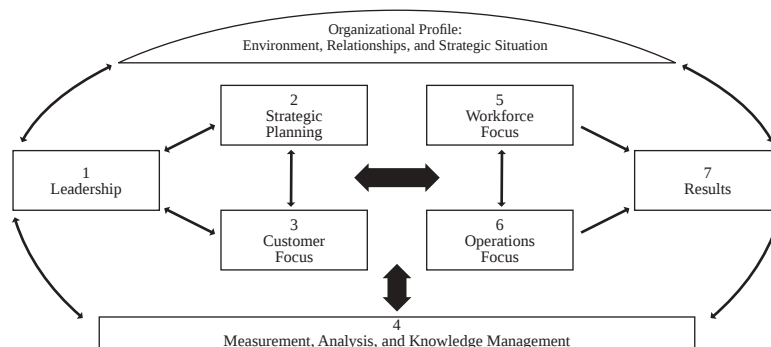 Organizational Profile:
Environment, Relationships, and Strategic Situation
2
Strategic
Planning
5
Workforce
Focus
1
Leadership
7
Results
3
Customer
Focus
6
Operations
Focus
4
Measurement, Analysis, and Knowledge Management